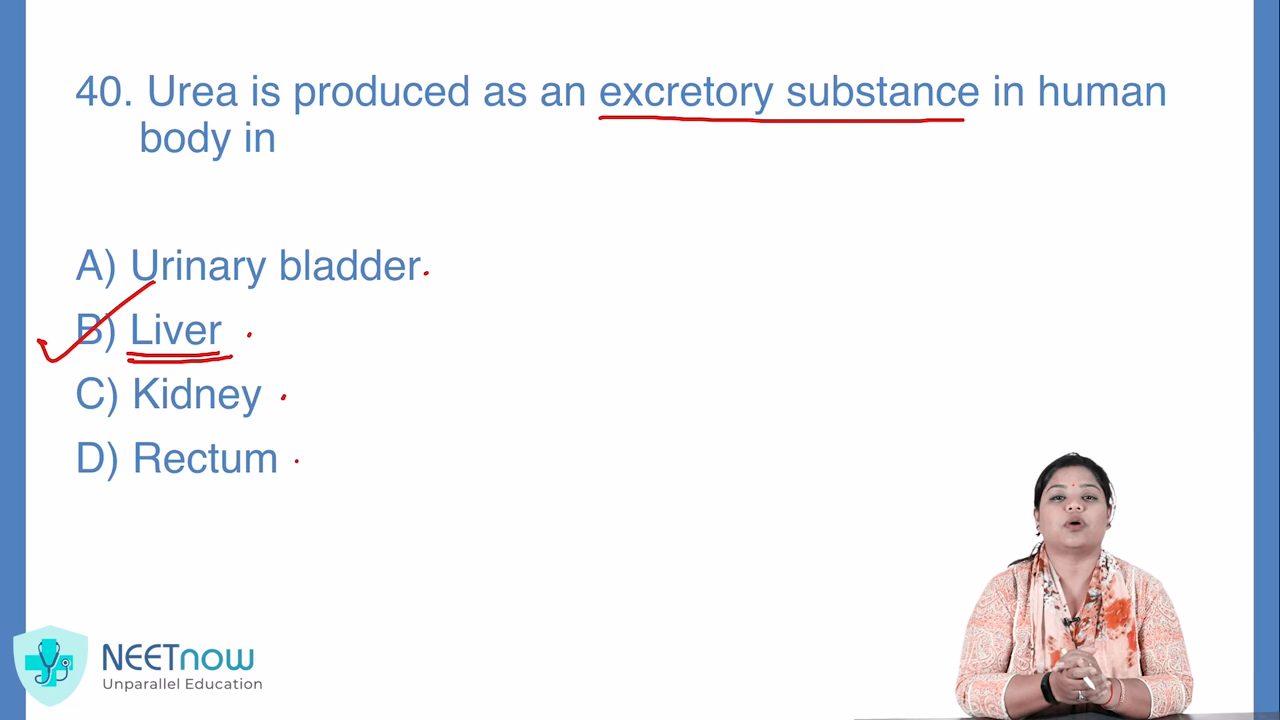 40. Urea is produced as an excretory substance in human
body in
A) Urinary bladder
B) Liver
C) Kidney
D) Rectum
NEETnow
Unparallel Education